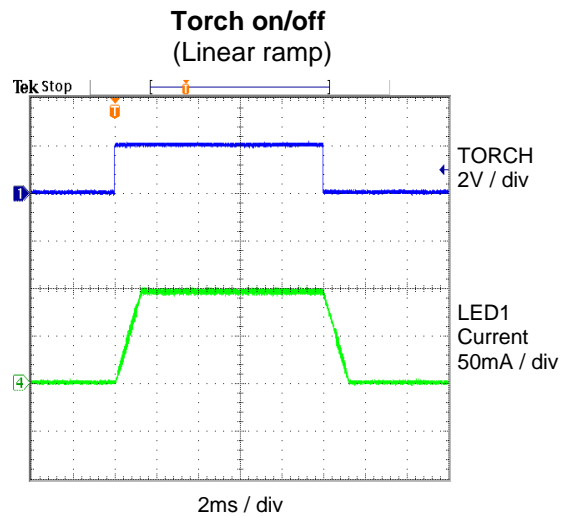 Torch on/off
(Linear ramp)
Tek Stop
T
T
1
TORCH
2V / div
LED1
Current
50mA / div
4
2ms / div